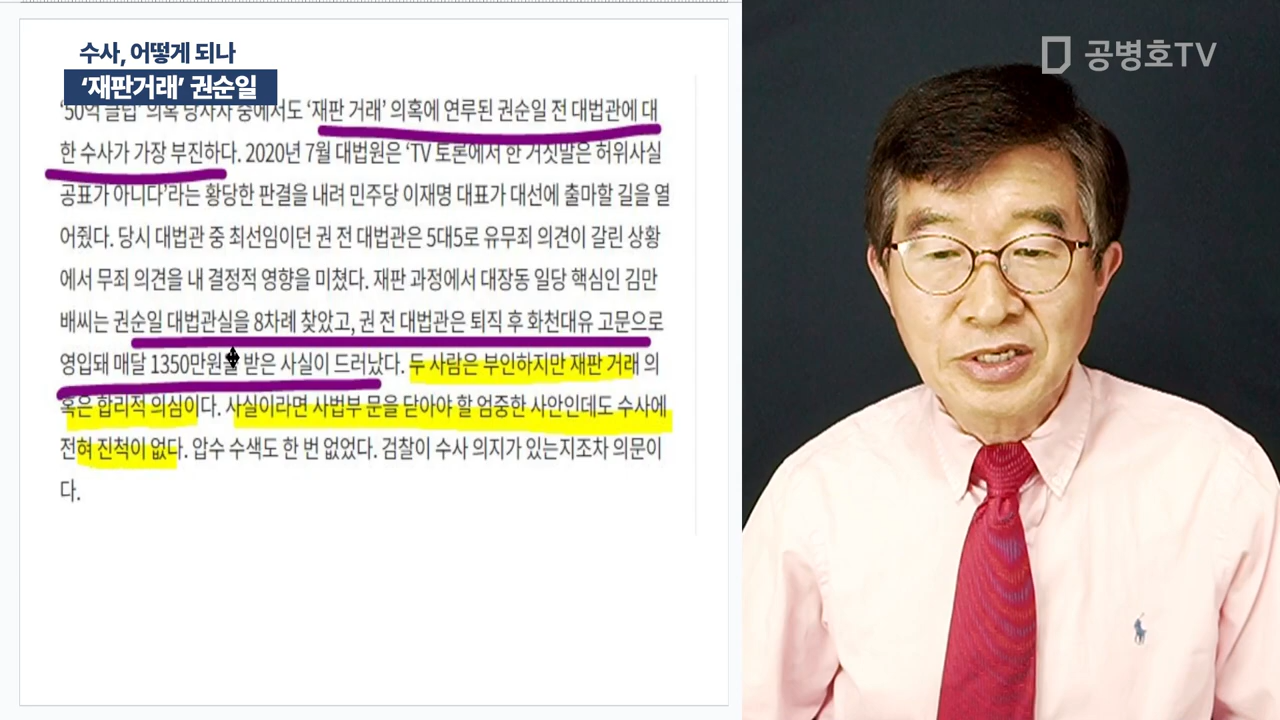 수사, 어떻게 되나
‘재판거래’ 권순일
공병호TV
‘50억 클럽’ 의혹 당사자 중에서도 ‘재판 거래’ 의혹에 연루된 권순일 전 대법관에 대
한 수사가 가장 부진하다. 2020년 7월 대법원은 ‘TV 토론에서 한 거짓말은 허위사실
공표가 아니다’라는 황당한 판결을 내려 민주당 이재명 대표가 대선에 출마할 길을 열
어줬다. 당시 대법관 중 최선임이던 권 전 대법관은 5대5로 유무죄 의견이 갈린 상황
에서 무죄 의견을 내 결정적 영향을 미쳤다. 재판 과정에서 대장동 일당 핵심인 김만
배씨는 권순일 대법관실을 8차례 찾았고, 권 전 대법관은 퇴직 후 화천대유 고문으로
영입돼 매달 1350만원을 받은 사실이 드러났다. 두 사람은 부인하지만 재판 거래 의
혹은 합리적 의심이다. 사실이라면 사법부 문을 닫아야 할 엄중한 사안인데도 수사에
전혀 진척이 없다. 압수 수색도 한 번 없었다. 검찰이 수사 의지가 있는지조차 의문이
다.